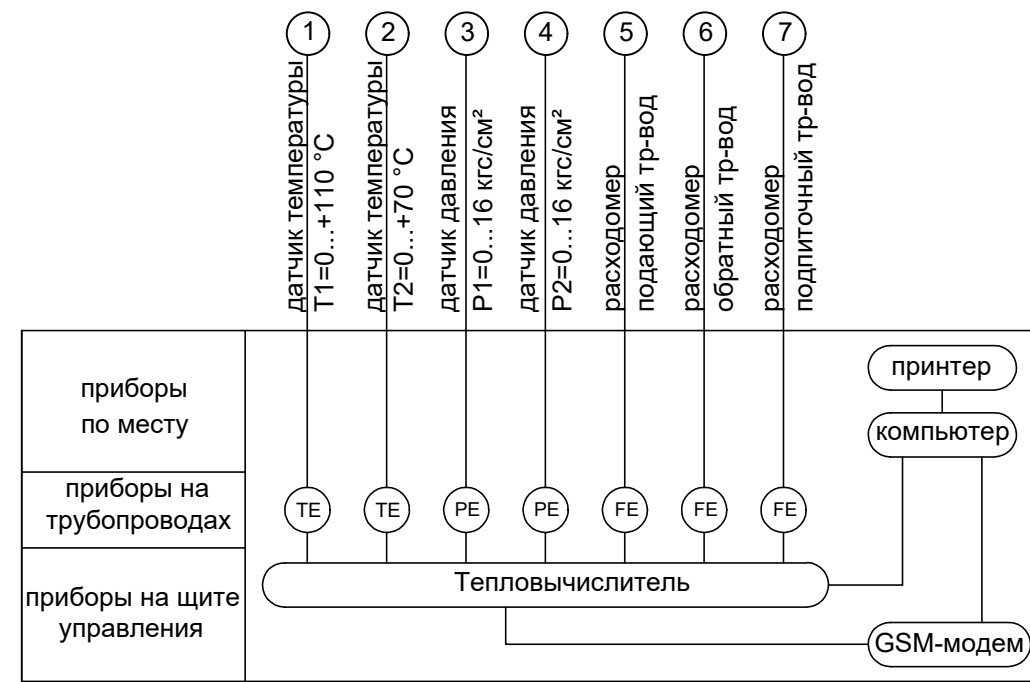 1
2
3
4
5
6
7
датчик температуры
T1=0...+110 °C
датчик температуры
T2=0...+70 °C
датчик давления
P1=0...16 кгс/см²
датчик давления
P2=0...16 кгс/см²
расходомер
подающий тр-вод
расходомер
обратный тр-вод
расходомер
подпиточный тр-вод
приборы
по месту
принтер
компьютер
приборы на
трубопроводах
TE
TE
PE
PE
FE
FE
FE
приборы на щите
управления
Тепловычислитель
GSM-модем